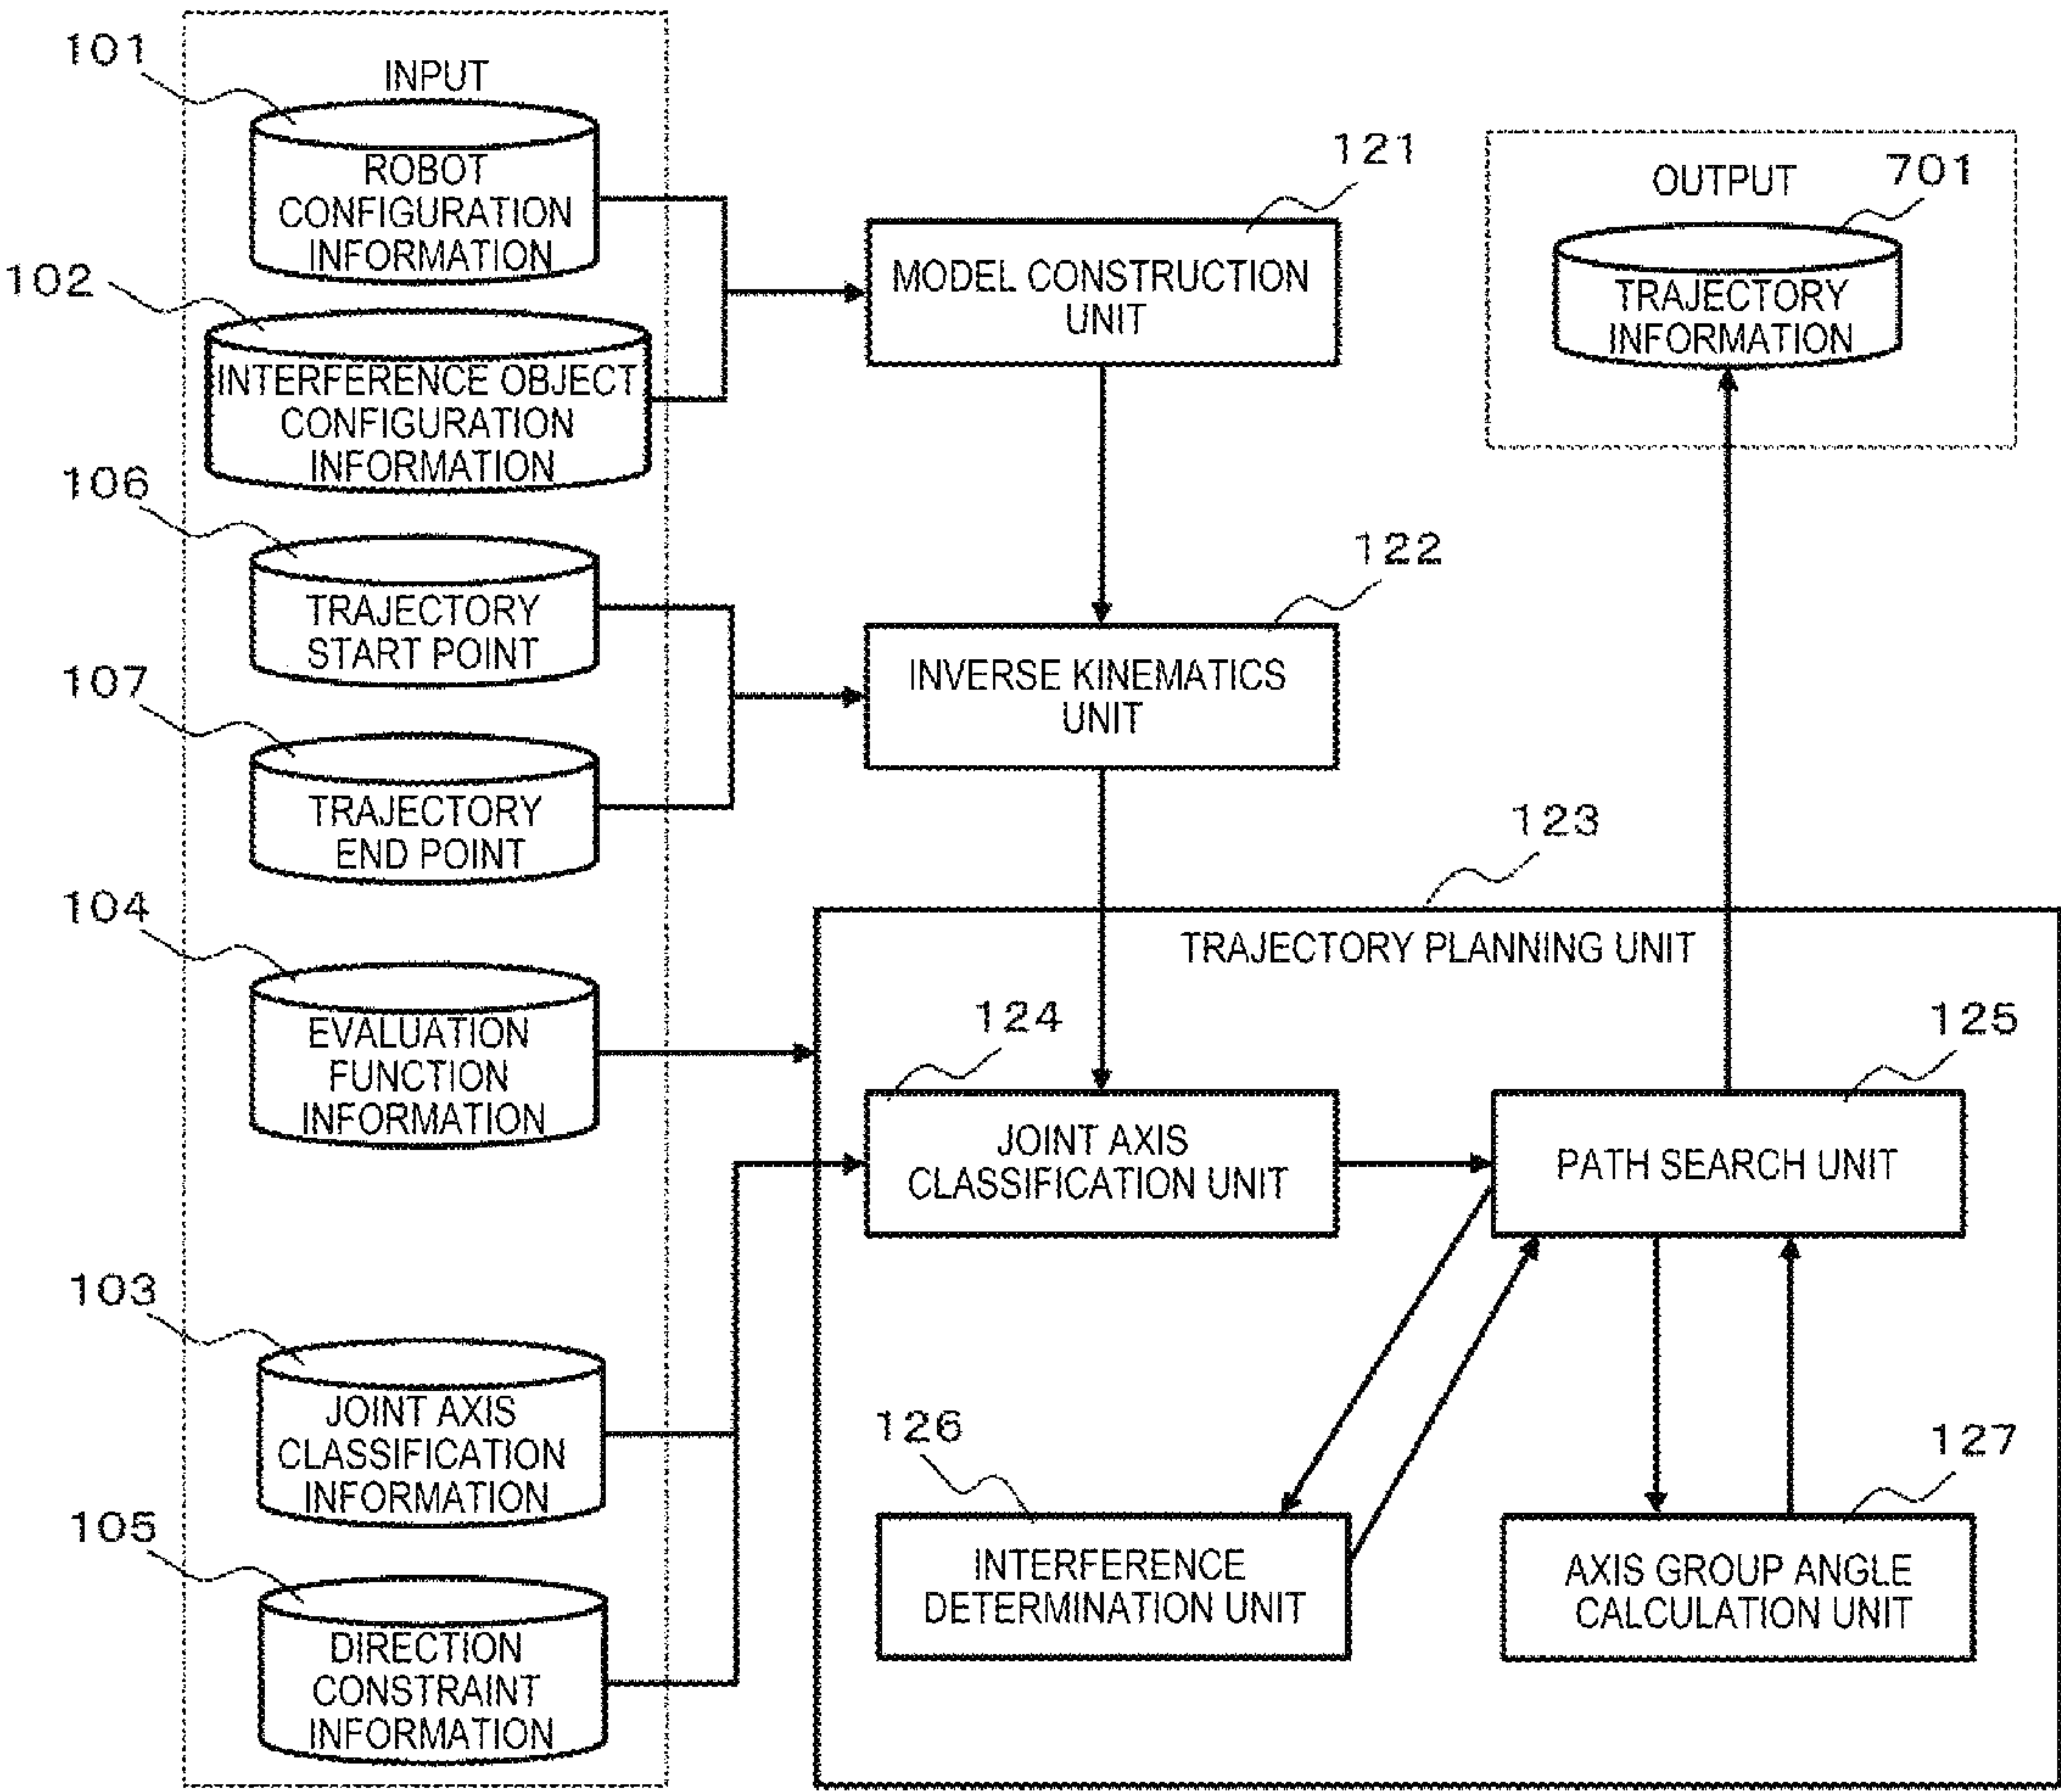 101
INPUT
ROBOT
CONFIGURATION
INFORMATION
102
INTERFERENCE OBJECT
CONFIGURATION
INFORMATION
106
TRAJECTORY
START POINT
107
TRAJECTORY
END POINT
104
EVALUATION
FUNCTION
INFORMATION
103
JOINT AXIS
CLASSIFICATION
INFORMATION
105
DIRECTION
CONSTRAINT
INFORMATION
121
MODEL CONSTRUCTION
UNIT
122
INVERSE KINEMATICS
UNIT
OUTPUT
701
TRAJECTORY
INFORMATION
123
TRAJECTORY PLANNING UNIT
124
JOINT AXIS
CLASSIFICATION UNIT
125
PATH SEARCH UNIT
126
INTERFERENCE
DETERMINATION UNIT
127
AXIS GROUP ANGLE
CALCULATION UNIT